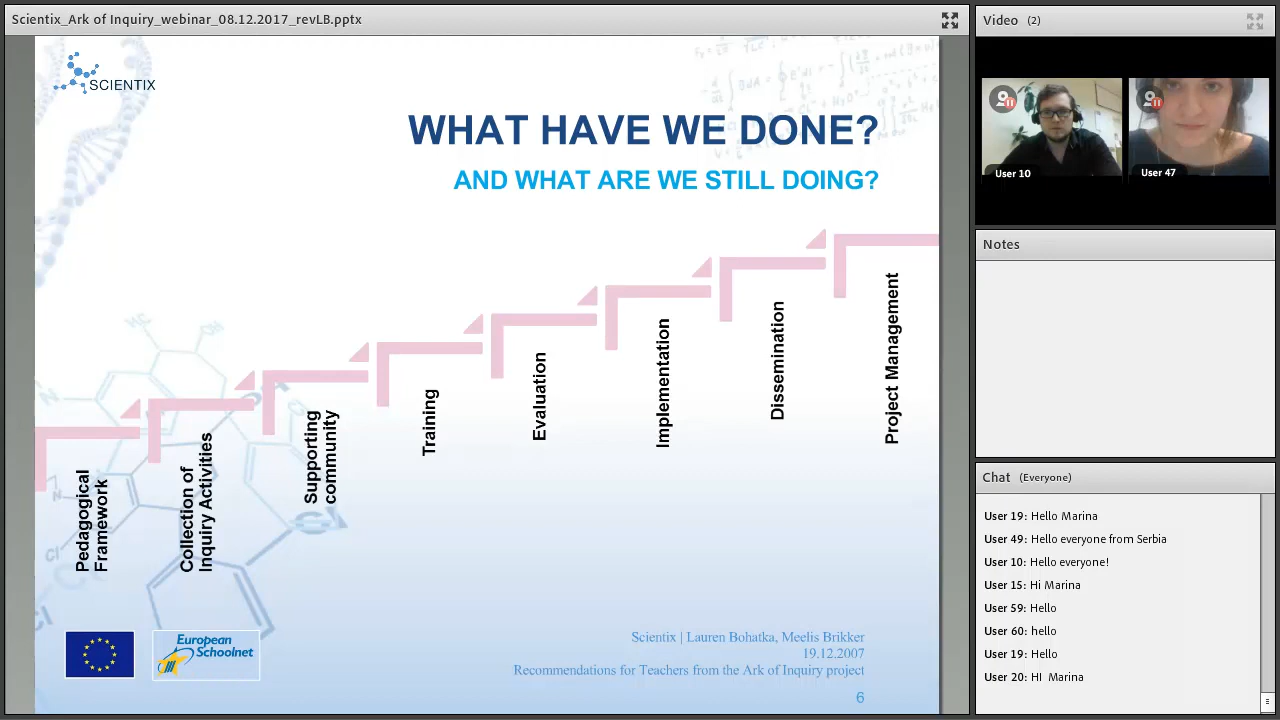 Scientix_Ark of Inquiry_webinar_08.12.2017_revLB.pptx
SCIENTIX
WHAT HAVE WE DONE?
AND WHAT ARE WE STILL DOING?
Pedagogical
Framework
Collection of
Inquiry Activities
Supporting
community
Training
Evaluation
Implementation
Dissemination
Project Management
European
Schoolnet
Scientix | Lauren Bohatka, Meelis Brikker
19.12.2007
Recommendations for Teachers from the Ark of Inquiry project
6
Video (2)
User 10
User 47
Notes
Chat (Everyone)
User 19: Hello Marina
User 49: Hello everyone from Serbia
User 10: Hello everyone!
User 15: Hi Marina
User 59: Hello
User 60: hello
User 19: Hello
User 20: HI Marina